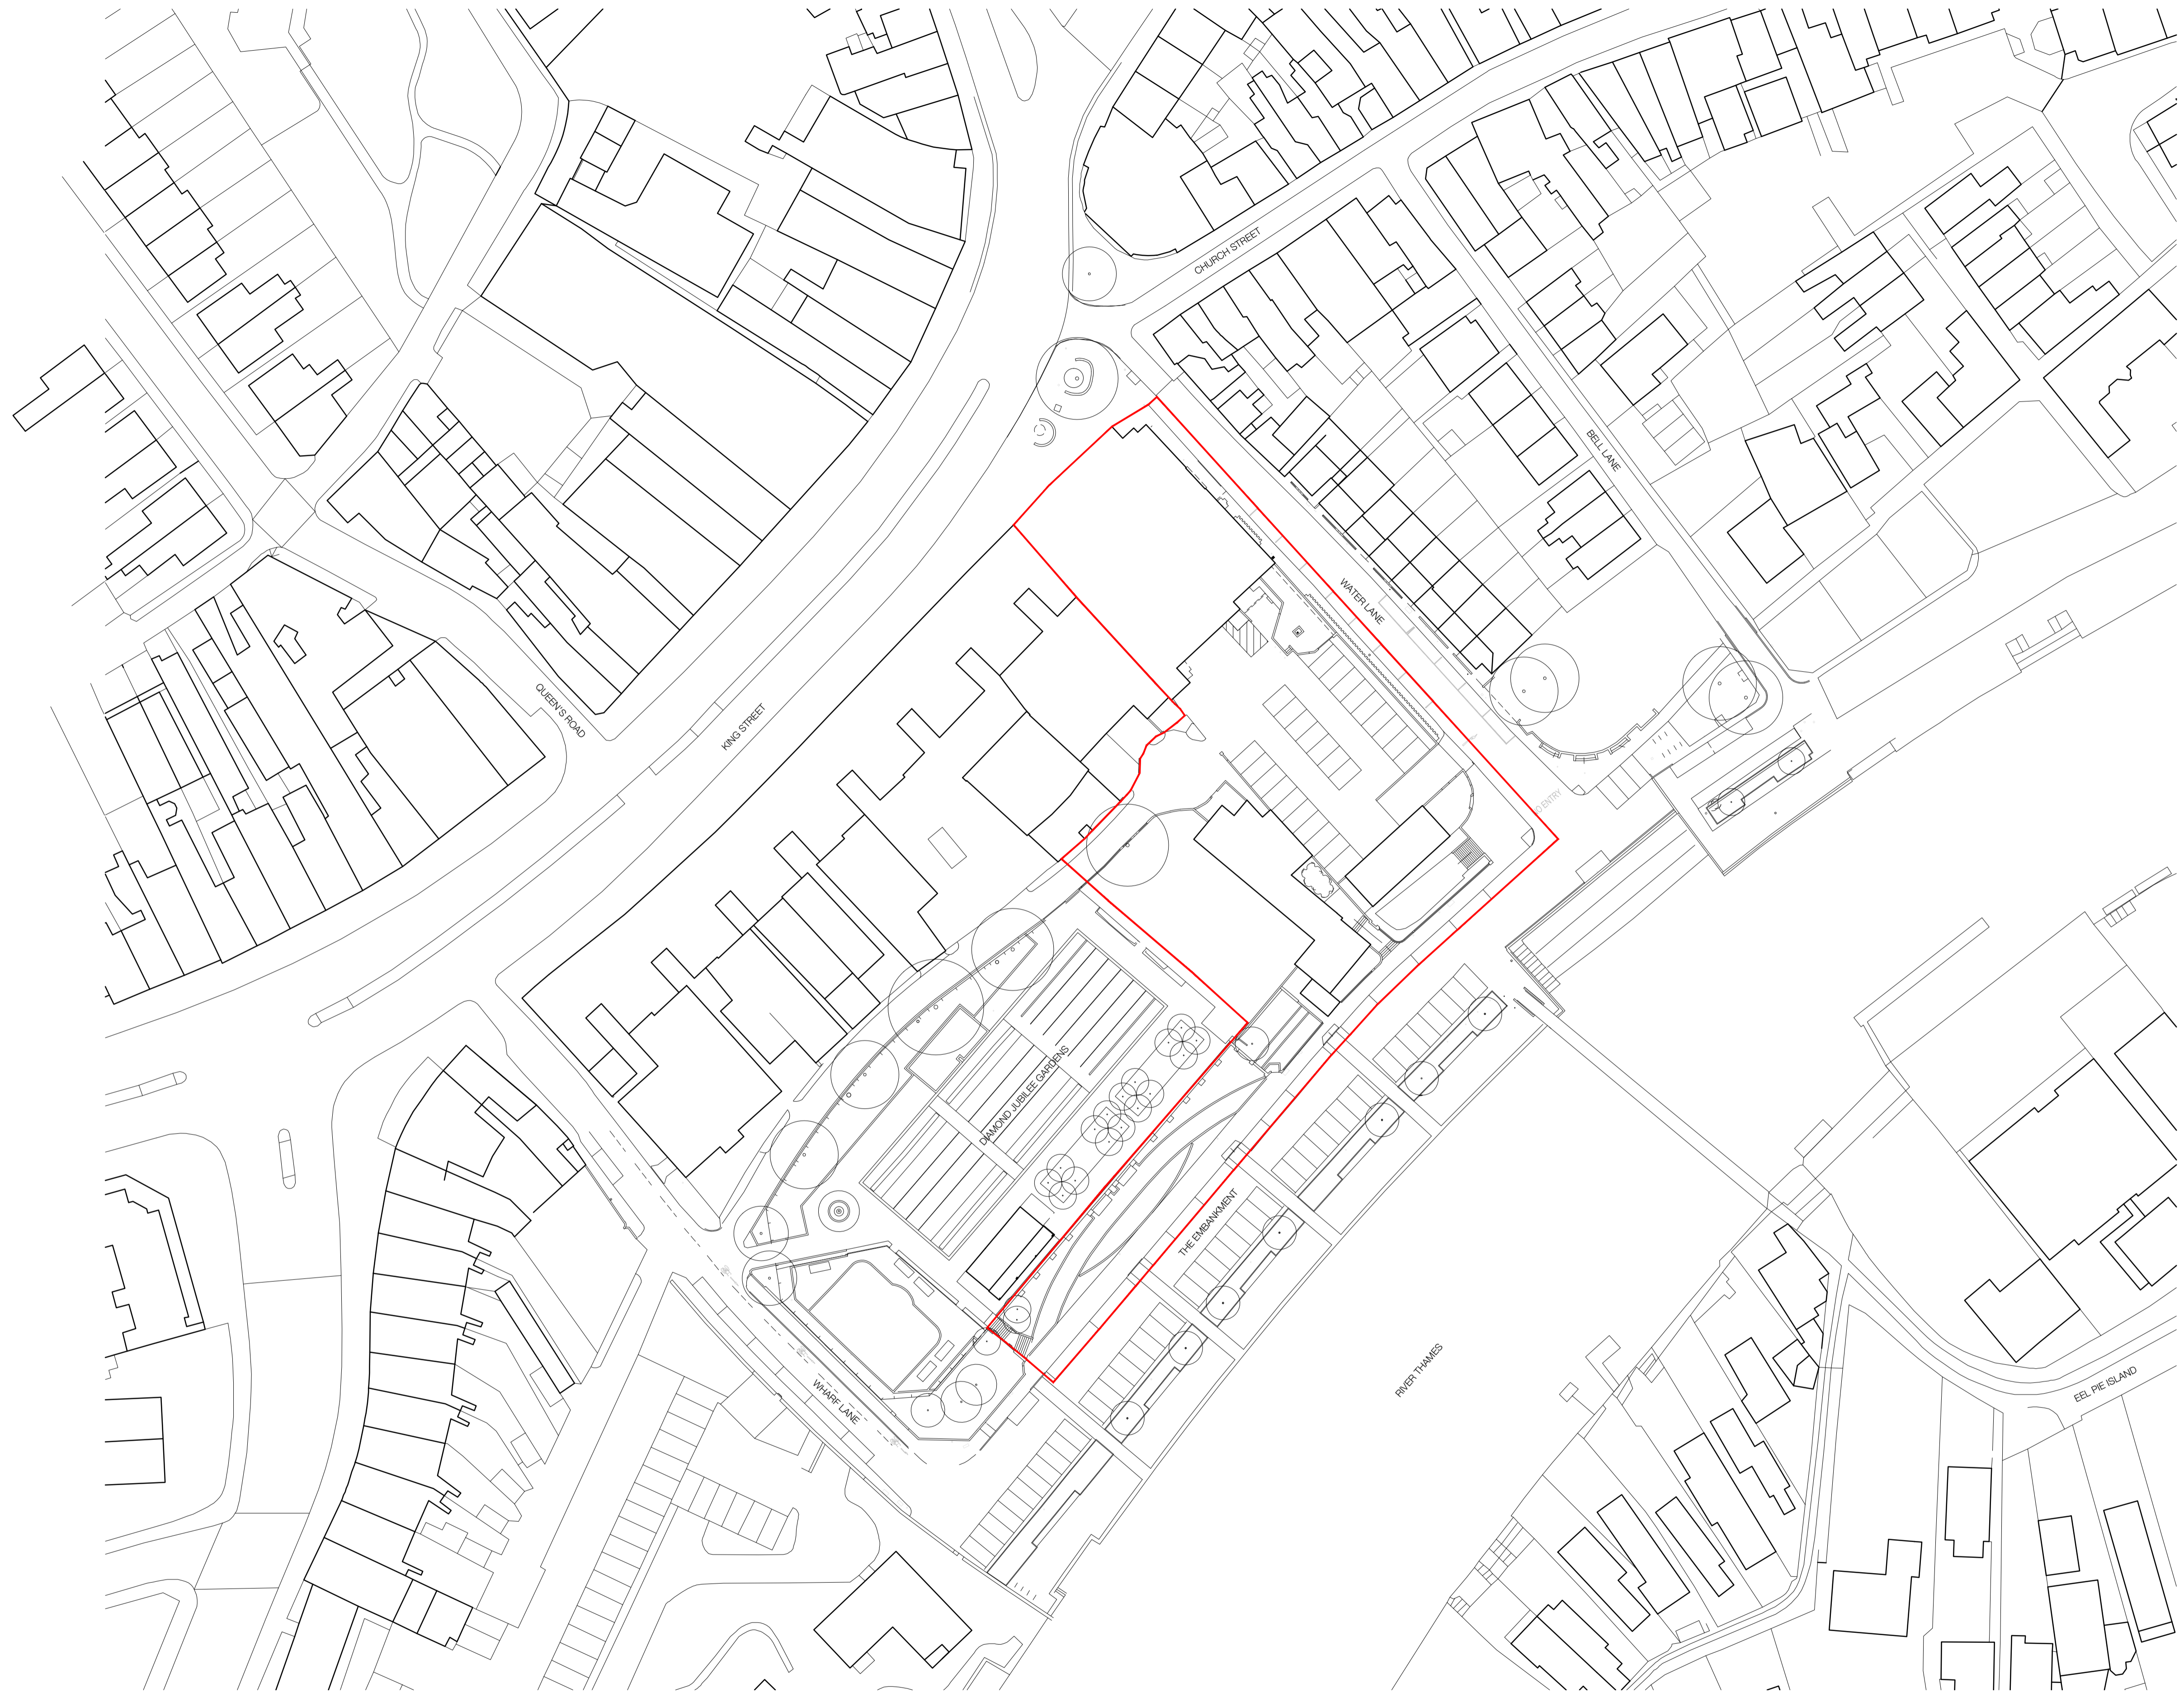 CHURCH STREET
BELL LANE
WATER LANE
QUEEN'S ROAD
KING STREET
ENTRY
DIAMOND JUBILEE GARDENS
THE EMBANKMENT
RIVER THAMES
EEL PIE ISLAND
WHARF LANE